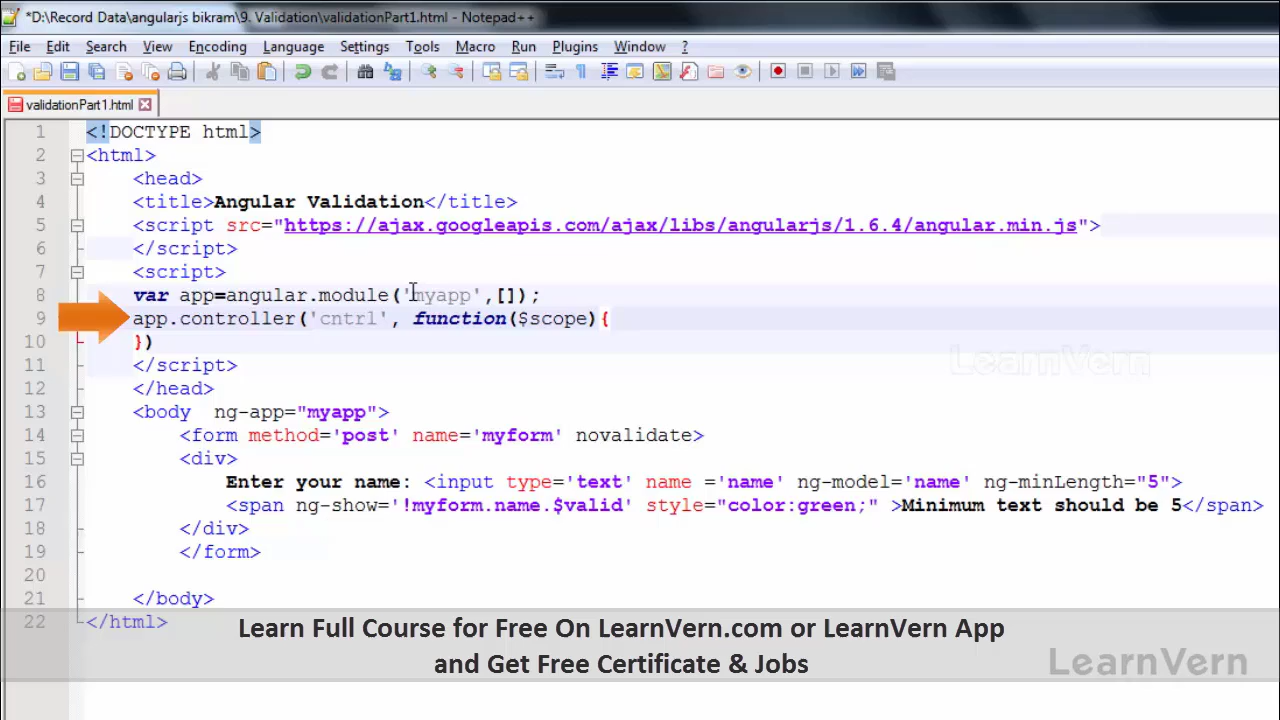 *D:\Record Data\angularjs bikram\9. Validation\validationPart1.html - Notepad++
File Edit Search View Encoding Language Settings Tools Macro Run Plugins Window ?
validationPart1.html
1 <!DOCTYPE html>
2 <html>
3 <head>
4 <title>Angular Validation</title>
5 <script src="https://ajax.googleapis.com/ajax/libs/angularjs/1.6.4/angular.min.js">
6 </script>
7 <script>
8 var app=angular.module('myapp',[]);
9 app.controller('cntrl', function($scope){
10 })
11 </script>
LearnVern
12 </head>
13 <body ng-app="myapp">
14 <form method='post' name='myform' novalidate>
15 <div>
16 Enter your name: <input type='text' name ='name' ng-model='name' ng-minLength="5">
17 <span ng-show='!myform.name.$valid' style="color:green;" >Minimum text should be 5</span>
18 </div>
19 </form>
20
21 </body>
22 </html>
Learn Full Course for Free On LearnVern.com or LearnVern App
and Get Free Certificate & Jobs
LearnVern